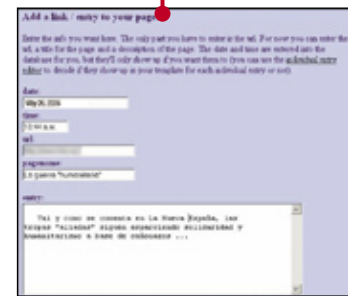 Add a link / entry to your page
Enter the info you want here. The only part you have to enter is the url. For now you can enter the
url, a title for the page and a description of the page. The date and time are entered into the
database for you, but they'll only show up if you want them to (you can use the individual entry
editor to decide if they show up in your template for each individual entry or not).
date:
time:
url:
pagename:
La guerra "humanitaria"
entry:
Tal y como se comenta en La Nueva España, las
tropas "aliadas" siguen esparciendo solidaridad y
humanitarismo a base de cañonazos ...